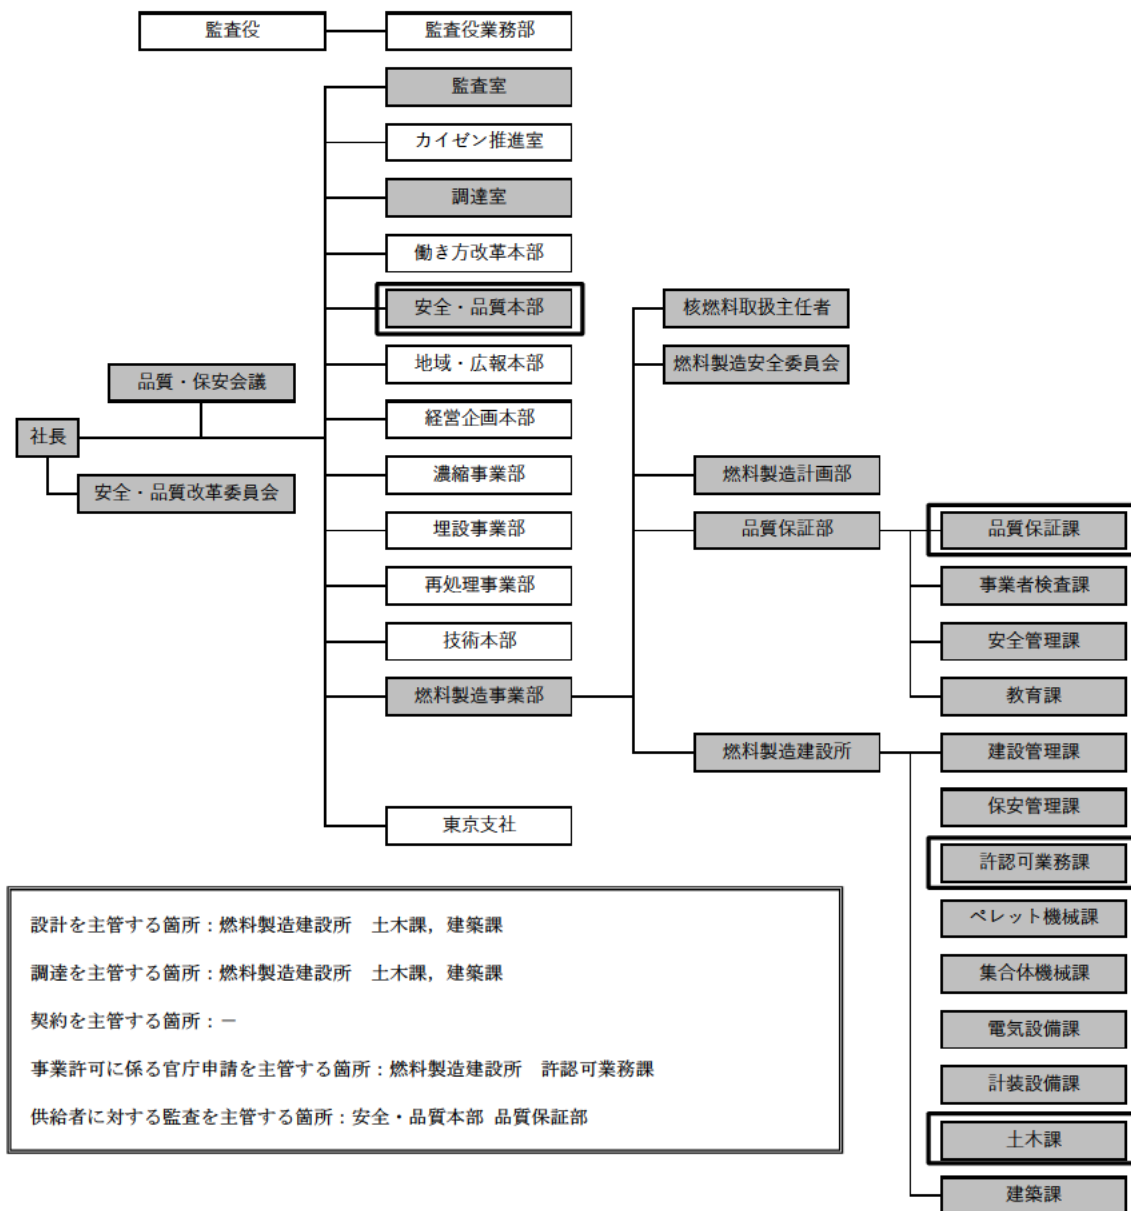 監査役
監査役業務部
監査室
カイゼン推進室
調達室
働き方改革本部
安全・品質本部
地域・広報本部
経営企画本部
濃縮事業部
埋設事業部
再処理事業部
技術本部
燃料製造事業部
東京支社
品質・保安会議
社長
安全・品質改革委員会
核燃料取扱主任者
燃料製造安全委員会
燃料製造計画部
品質保証部
燃料製造建設所
品質保証課
事業者検査課
安全管理課
教育課
建設管理課
保安管理課
許認可業務課
ペレット機械課
集合体機械課
電気設備課
計装設備課
土木課
建築課
設計を主管する箇所：燃料製造建設所　土木課，建築課
調達を主管する箇所：燃料製造建設所　土木課，建築課
契約を主管する箇所：－
事業許可に係る官庁申請を主管する箇所：燃料製造建設所　許認可業務課
供給者に対する監査を主管する箇所：安全・品質本部 品質保証部